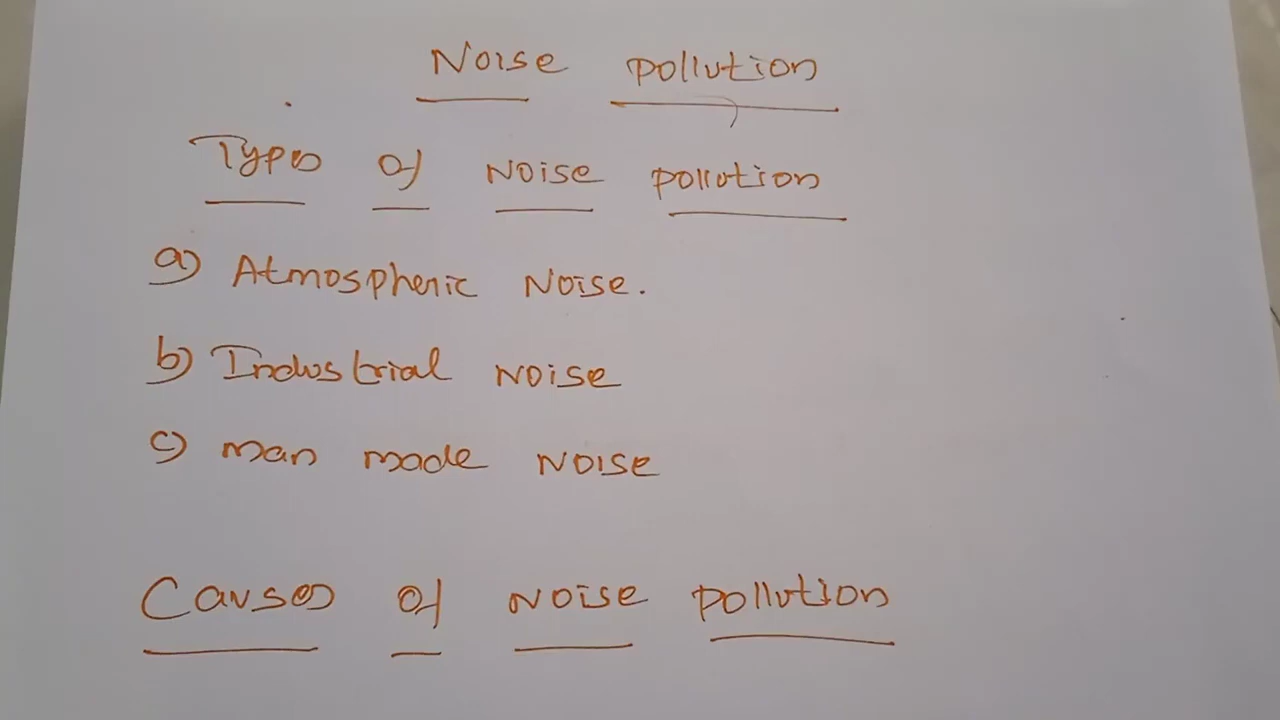 Noise pollution
Types of Noise pollution
a) Atmospheric Noise.
b) Industrial Noise
c) man made Noise
Causes of Noise pollution